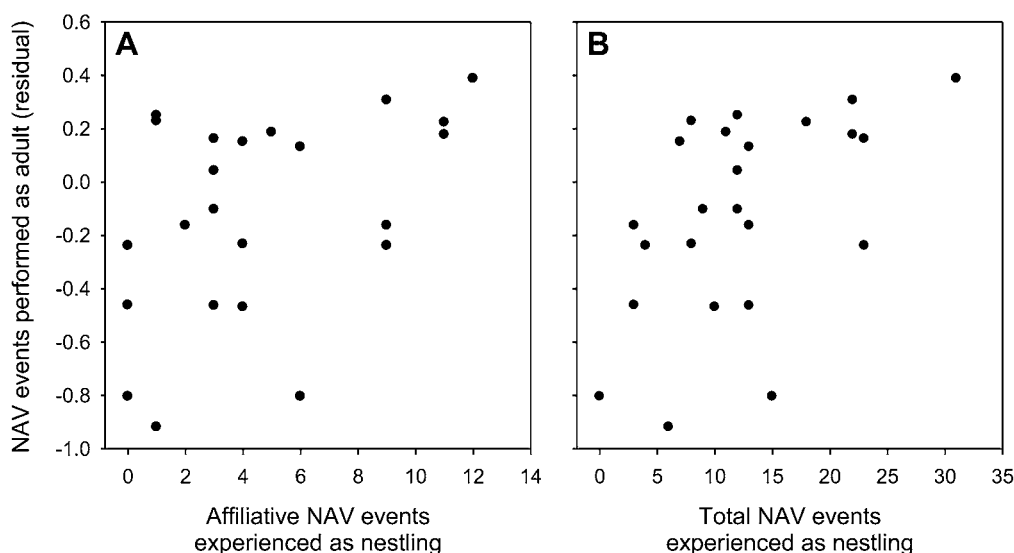 A
B
NAV events performed as adult (residual)
0.6
0.4
0.2
0.0
-0.2
-0.4
-0.6
-0.8
-1.0
0 2 4 6 8 10 12 14
0 5 10 15 20 25 30 35
Affiliative NAV events
experienced as nestling
Total NAV events
experienced as nestling